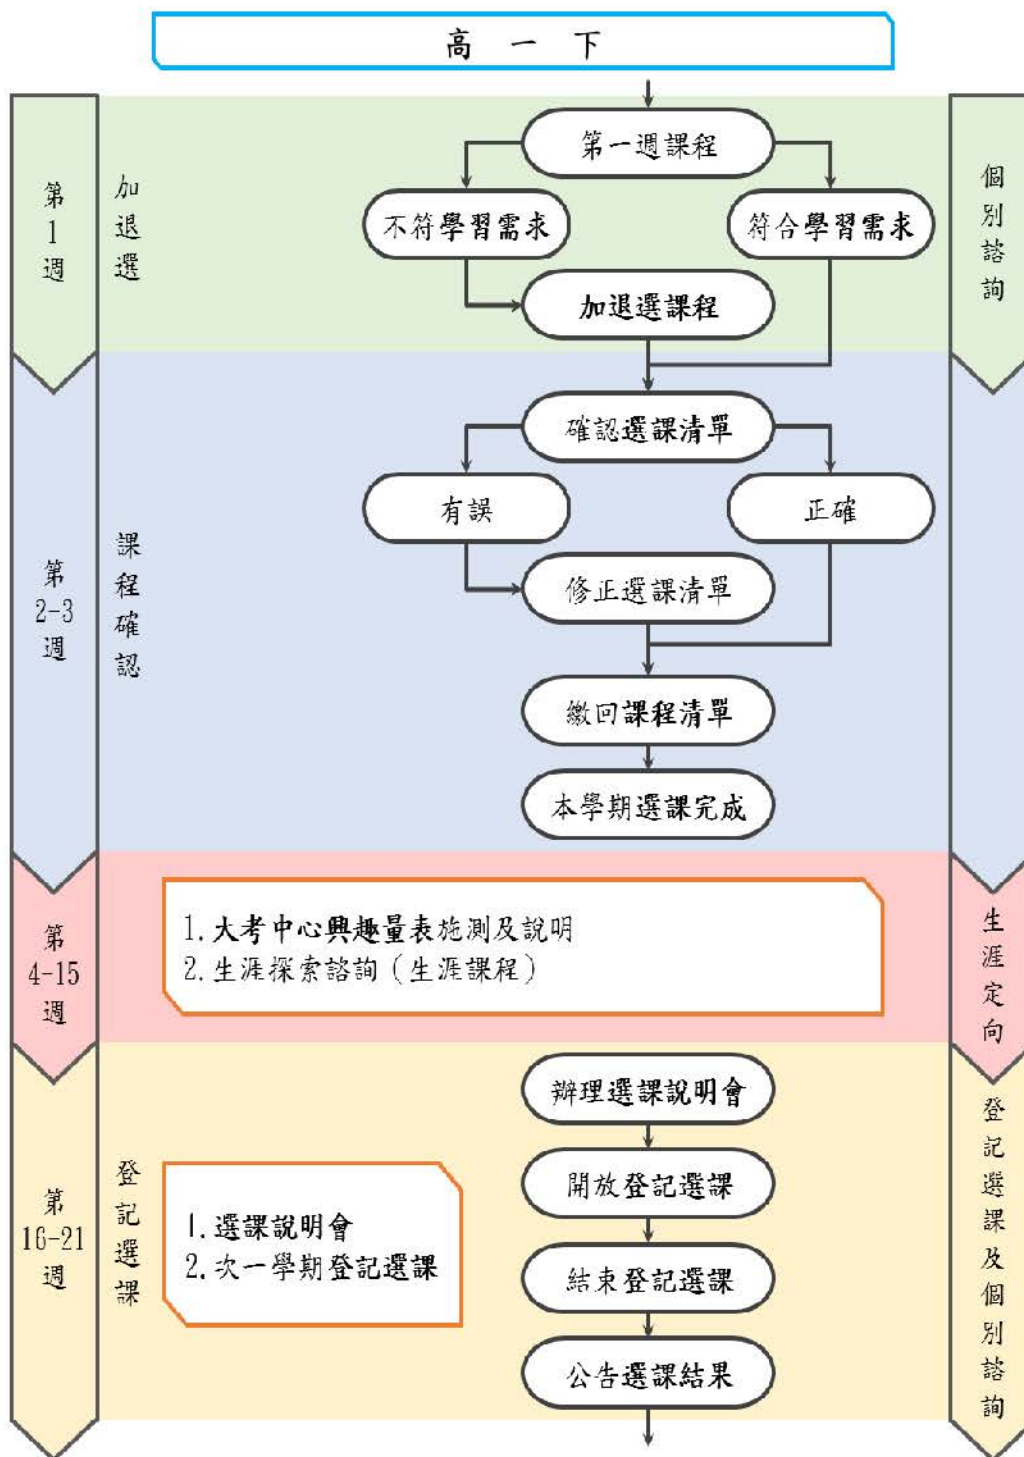 高一下
第1週
加退選
第一週課程
不符學習需求
符合學習需求
加退選課程
個別諮詢
第2-3週
課程確認
確認選課清單
有誤
正確
修正選課清單
繳回課程清單
本學期選課完成
第4-15週
1.大考中心興趣量表施測及說明
2.生涯探索諮詢（生涯課程）
生涯定向
第16-21週
登記選課
1.選課說明會
2.次一學期登記選課
辦理選課說明會
開放登記選課
結束登記選課
公告選課結果
登記選課及個別諮詢